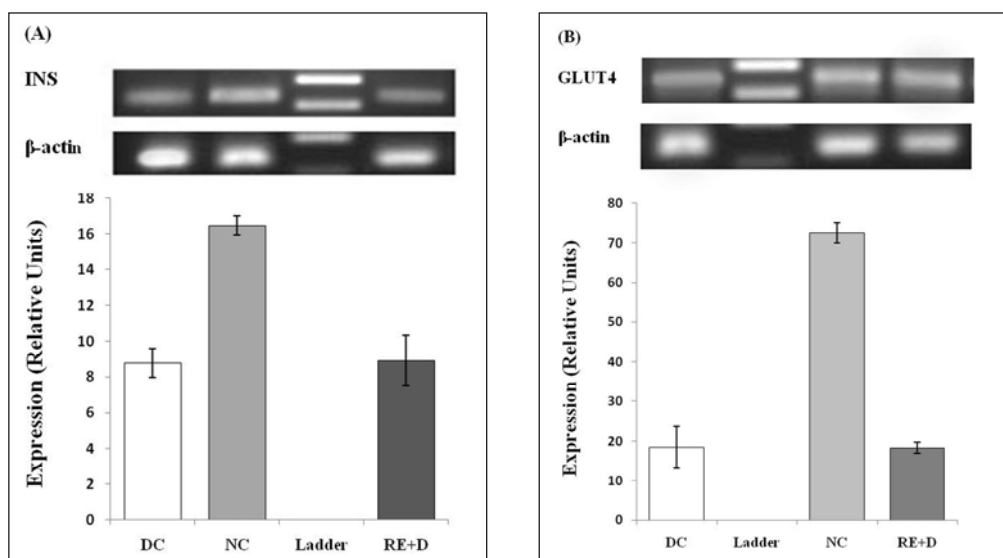 (A)
INS
β-actin
Expression (Relative Units)
18
16
14
12
10
8
6
4
2
0
DC NC Ladder RE+D
(B)
GLUT4
β-actin
Expression (Relative Units)
80
70
60
50
40
30
20
10
0
DC Ladder NC RE+D